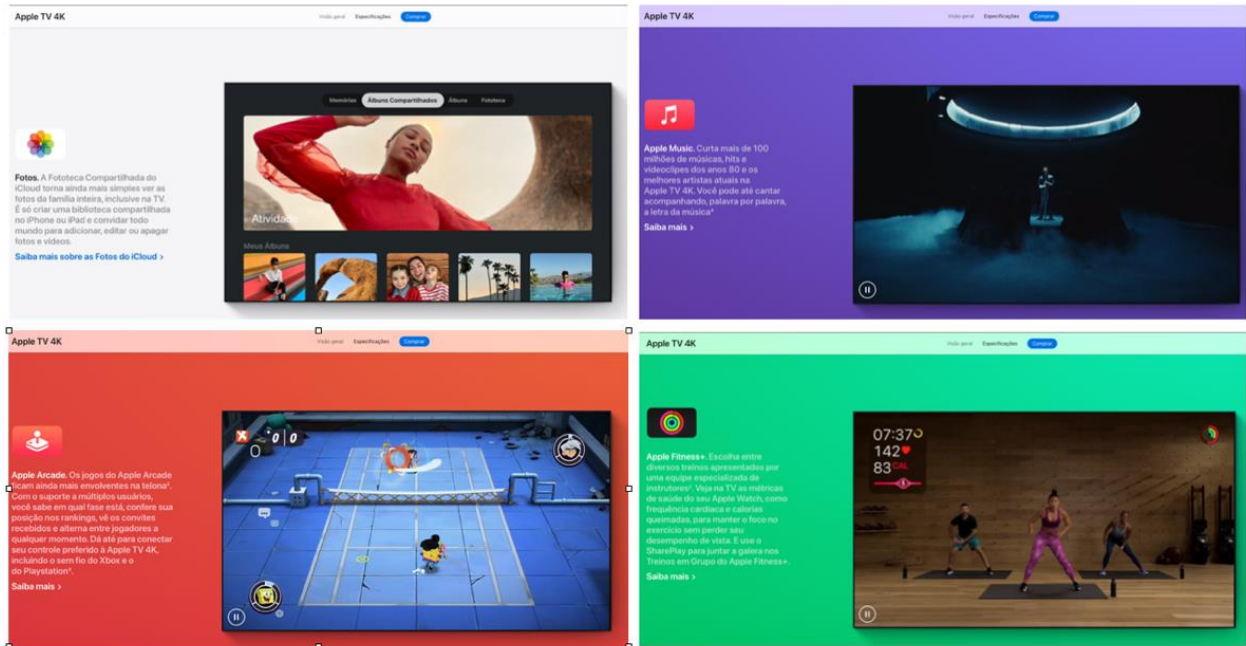 Apple TV 4K
Visão geral Especificações Comprar
Memórias Álbuns Compartilhados Álbuns Fototeca
Atividade
Meus Álbuns
Fotos. A Fototeca Compartilhada do
iCloud torna ainda mais simples ver as
fotos da família inteira, inclusive na TV.
É só criar uma biblioteca compartilhada
no iPhone ou iPad e convidar todo
mundo para adicionar, editar ou apagar
fotos e vídeos.
Saiba mais sobre as Fotos do iCloud >
Apple TV 4K
Visão geral Especificações Comprar
Apple Music. Curta mais de 100
milhões de músicas, hits e
videoclipes dos anos 80 e os
melhores artistas atuais na
Apple TV 4K. Você pode até cantar
acompanhando, palavra por palavra,
a letra da música
Saiba mais >
Apple TV 4K
Visão geral Especificações Comprar
0 0
0
Apple Arcade. Os jogos do Apple Arcade
ficam ainda mais envolventes na telona².
Com o suporte a múltiplos usuários,
você sabe em qual fase está, confere sua
posição nos rankings, vê os convites
recebidos e alterna entre jogadores a
qualquer momento. Dá até para conectar
seu controle preferido à Apple TV 4K,
incluindo o sem fio do Xbox e o
do Playstation
Saiba mais >
Apple TV 4K
Visão geral Especificações Comprar
07:37
142
83 CAL
Apple Fitness+. Escolha entre
diversos treinos apresentados por
uma equipe especializada de
instrutores². Veja na TV as métricas
de saúde do seu Apple Watch, como
frequência cardíaca e calorias
queimadas, para manter o foco no
exercício sem perder seu
desempenho de vista. E use o
SharePlay para juntar a galera nos
Treinos em Grupo do Apple Fitness+.
Saiba mais >